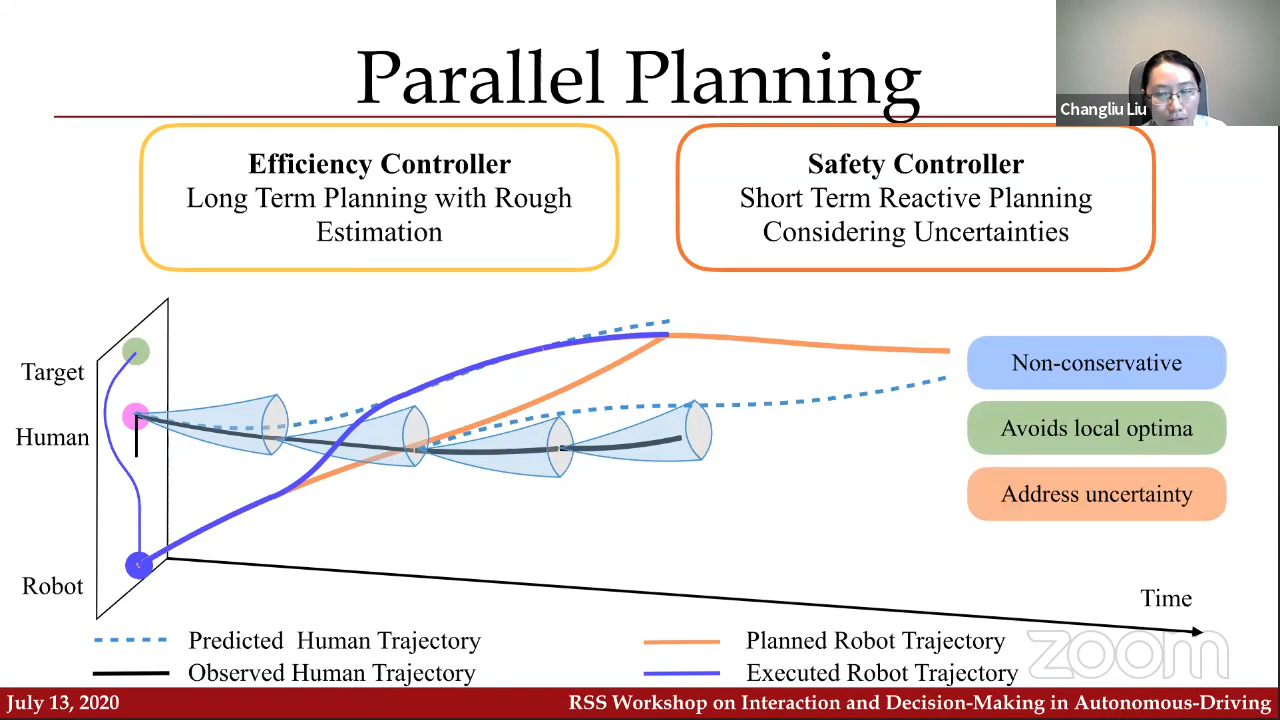 Parallel Planning
Changliu Liu
Efficiency Controller
Long Term Planning with Rough
Estimation
Safety Controller
Short Term Reactive Planning
Considering Uncertainties
Target
Human
Robot
Non-conservative
Avoids local optima
Address uncertainty
Time
Predicted Human Trajectory
Observed Human Trajectory
Planned Robot Trajectory
Executed Robot Trajectory
zoom
July 13, 2020
RSS Workshop on Interaction and Decision-Making in Autonomous-Driving